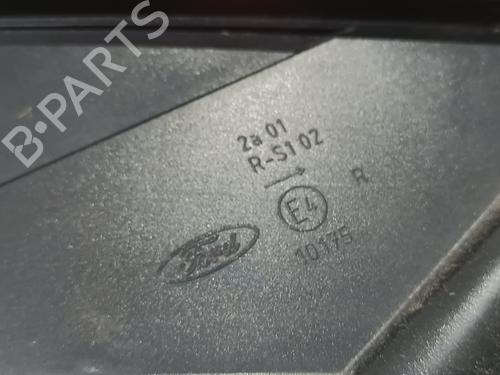 B-PARTS
2a 01
R-S1 02
R
E4
10175
Ford